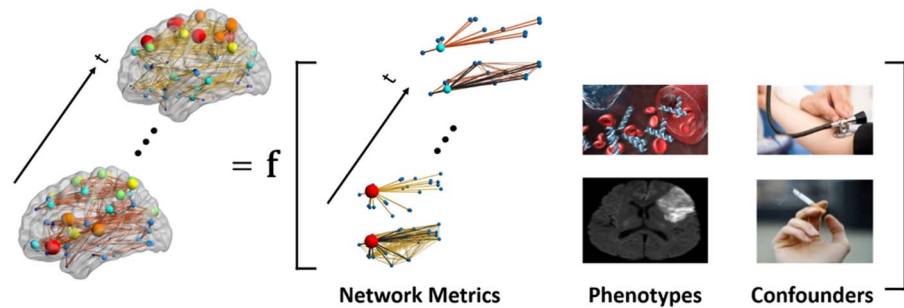 t
t
= f
Network Metrics
Phenotypes
Confounders